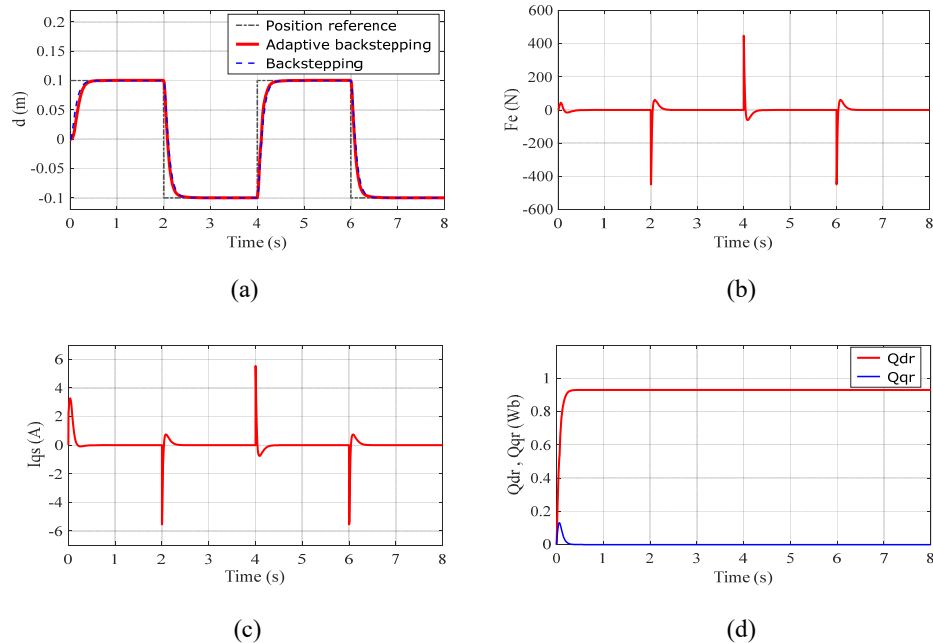 0.2
0.15
0.1
0.05
0
-0.05
-0.1
d (m)
Position reference
Adaptive backstepping
Backstepping
0 1 2 3 4 5 6 7 8
Time (s)
(a)
600
400
200
0
-200
-400
-600
Fe (N)
0 1 2 3 4 5 6 7 8
Time (s)
(b)
6
4
2
0
-2
-4
-6
Iqs (A)
0 1 2 3 4 5 6 7 8
Time (s)
(c)
1
0.8
0.6
0.4
0.2
0
Qdr , Qqr (Wb)
Qdr
Qqr
0 1 2 3 4 5 6 7 8
Time (s)
(d)